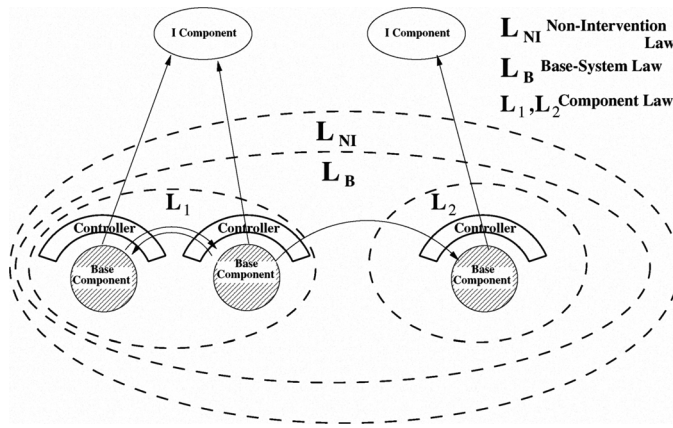 I Component
I Component
L NI Non-Intervention
Law
L B Base-System Law
L 1 , L 2 Component Law
L NI
L B
L 1
L 2
Controller
Controller
Controller
Base
Component
Base
Component
Base
Component